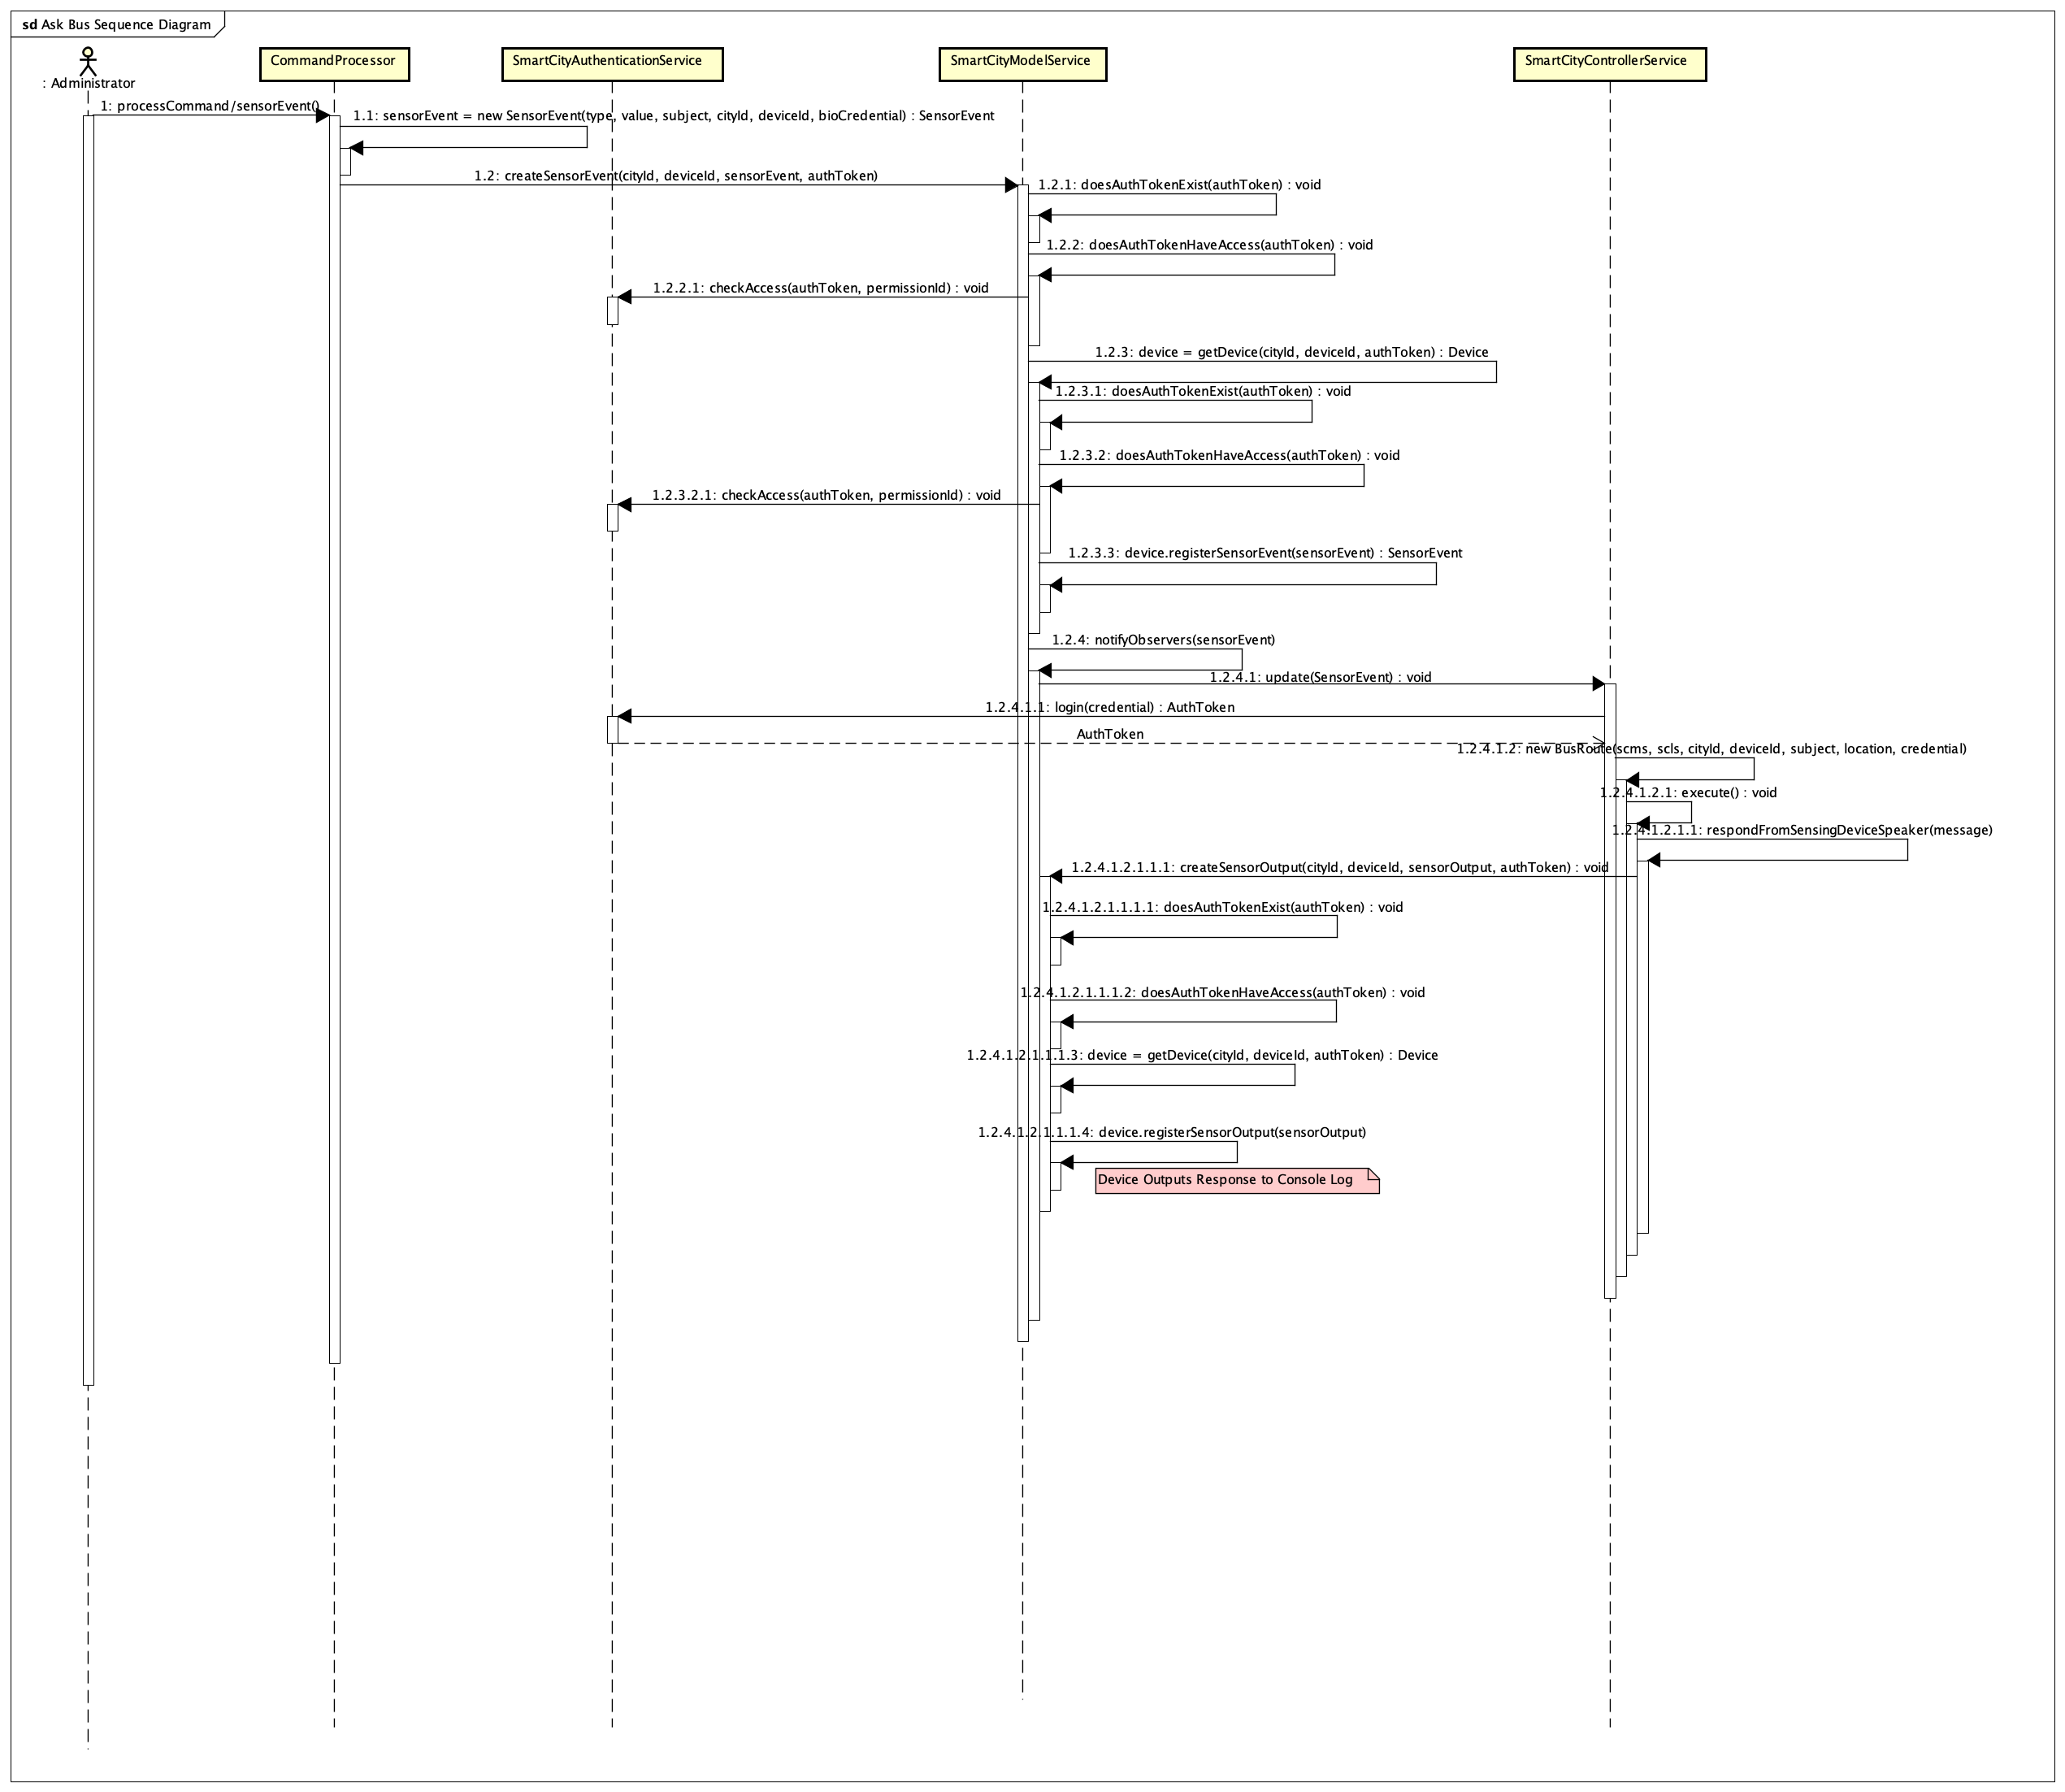 sd Ask Bus Sequence Diagram
: Administrator
CommandProcessor
SmartCityAuthenticationService
SmartCityModelService
SmartCityControllerService
1: processCommand/sensorEvent()
1.1: sensorEvent = new SensorEvent(type, value, subject, cityId, deviceId, bioCredential) : SensorEvent
1.2: createSensorEvent(cityId, deviceId, sensorEvent, authToken)
1.2.1: doesAuthTokenExist(authToken) : void
1.2.2: doesAuthTokenHaveAccess(authToken) : void
1.2.2.1: checkAccess(authToken, permissionId) : void
1.2.3: device = getDevice(cityId, deviceId, authToken) : Device
1.2.3.1: doesAuthTokenExist(authToken) : void
1.2.3.2: doesAuthTokenHaveAccess(authToken) : void
1.2.3.2.1: checkAccess(authToken, permissionId) : void
1.2.3.3: device.registerSensorEvent(sensorEvent) : SensorEvent
1.2.4: notifyObservers(sensorEvent)
1.2.4.1: update(SensorEvent) : void
1.2.4.1.1: login(credential) : AuthToken
AuthToken
1.2.4.1.2: new BusRoute(scms, scls, cityId, deviceId, subject, location, credential)
1.2.4.1.2.1: execute() : void
1.2.4.1.2.1.1: respondFromSensingDeviceSpeaker(message)
1.2.4.1.2.1.1.1: createSensorOutput(cityId, deviceId, sensorOutput, authToken) : void
1.2.4.1.2.1.1.1.1: doesAuthTokenExist(authToken) : void
1.2.4.1.2.1.1.1.2: doesAuthTokenHaveAccess(authToken) : void
1.2.4.1.2.1.1.1.3: device = getDevice(cityId, deviceId, authToken) : Device
1.2.4.1.2.1.1.1.4: device.registerSensorOutput(sensorOutput)
Device Outputs Response to Console Log